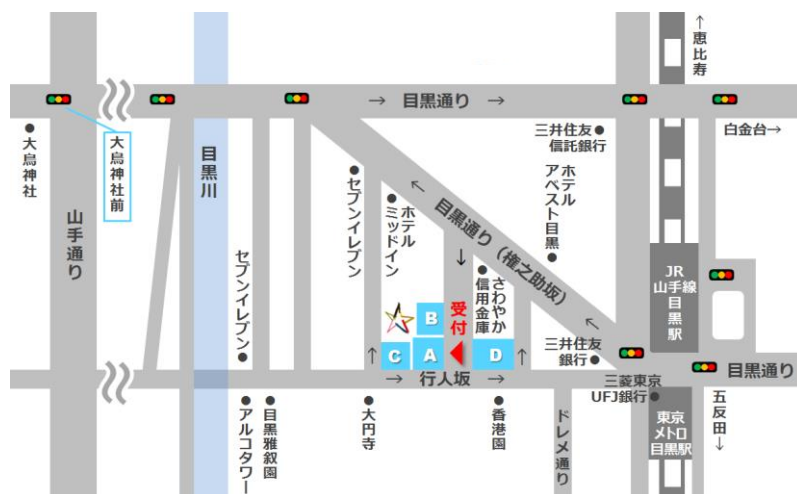 ↑恵比寿
→ 目黒通り →
三井住友
信託銀行
白金台→
大鳥神社
大鳥神社前
山手通り
目黒川
セブンイレブン
セブンイレブン
ホテル
ミッドイン
← 目黒通り(権之助坂) ←
ホテル
アベスト目黒
さわやか
信用金庫
↓
受付
B
C
A
D
JR
山手線
目黒駅
三井住友
銀行
↑
→ 行人坂 →
↑
三菱東京
UFJ銀行
目黒通り
アルコタワー
目黒雅叙園
大円寺
香港園
ドレメ通り
東京
メトロ
目黒駅
五反田↓